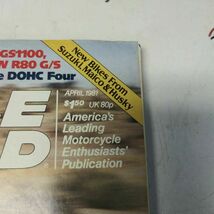 GS1100,
N R80 G/S
e DOHC Four
New Bikes From
Suzuki, Maico & Husky
E
D
APRIL 1981
$1.50 UK 80p
America's
Leading
Motorcycle
Enthusiasts'
Publication